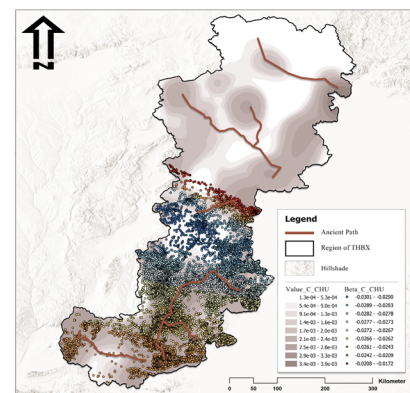 N
Legend
Ancient Path
Region of THBX
Hillshade
Value_C_CHU Beta_C_CHU
1.3e-04 - 5.3e-04 -0.0301 - -0.0290
5.4e-04 - 9.0e-04 -0.0289 - -0.0283
9.1e-04 - 1.3e-03 -0.0282 - -0.0278
1.4e-03 - 1.6e-03 -0.0277 - -0.0273
1.7e-03 - 2.0e-03 -0.0272 - -0.0267
2.1e-03 - 2.4e-03 -0.0266 - -0.0262
2.5e-03 - 2.8e-03 -0.0261 - -0.0243
2.9e-03 - 3.3e-03 -0.0242 - -0.0209
3.4e-03 - 3.9e-03 -0.0208 - -0.0172
0 50 100 200 300
Kilometer